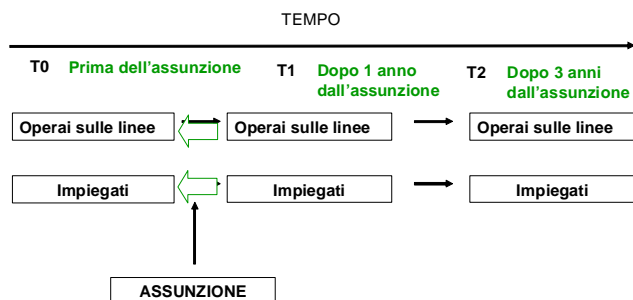 TEMPO
T0 Prima dell'assunzione T1 Dopo 1 anno dall'assunzione T2 Dopo 3 anni dall'assunzione
Operai sulle linee Operai sulle linee Operai sulle linee
Impiegati Impiegati Impiegati
ASSUNZIONE